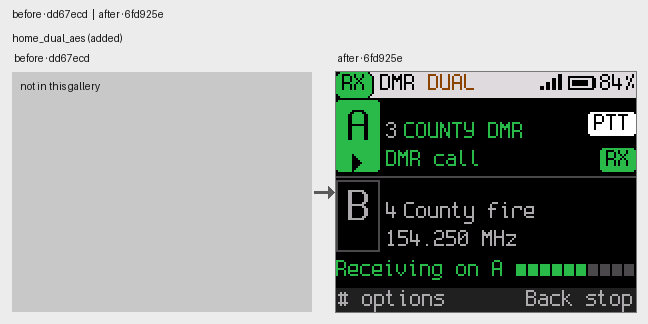 before·dd67ecd | after·6fd925e
home_dual_aes (added)
before·dd67ecd
after·6fd925e
not in this gallery
RX DMR DUAL 84%
A
3 COUNTY DMR
PTT
DMR call
RX
B
4 County fire
154.250 MHz
Receiving on A
# options
Back stop